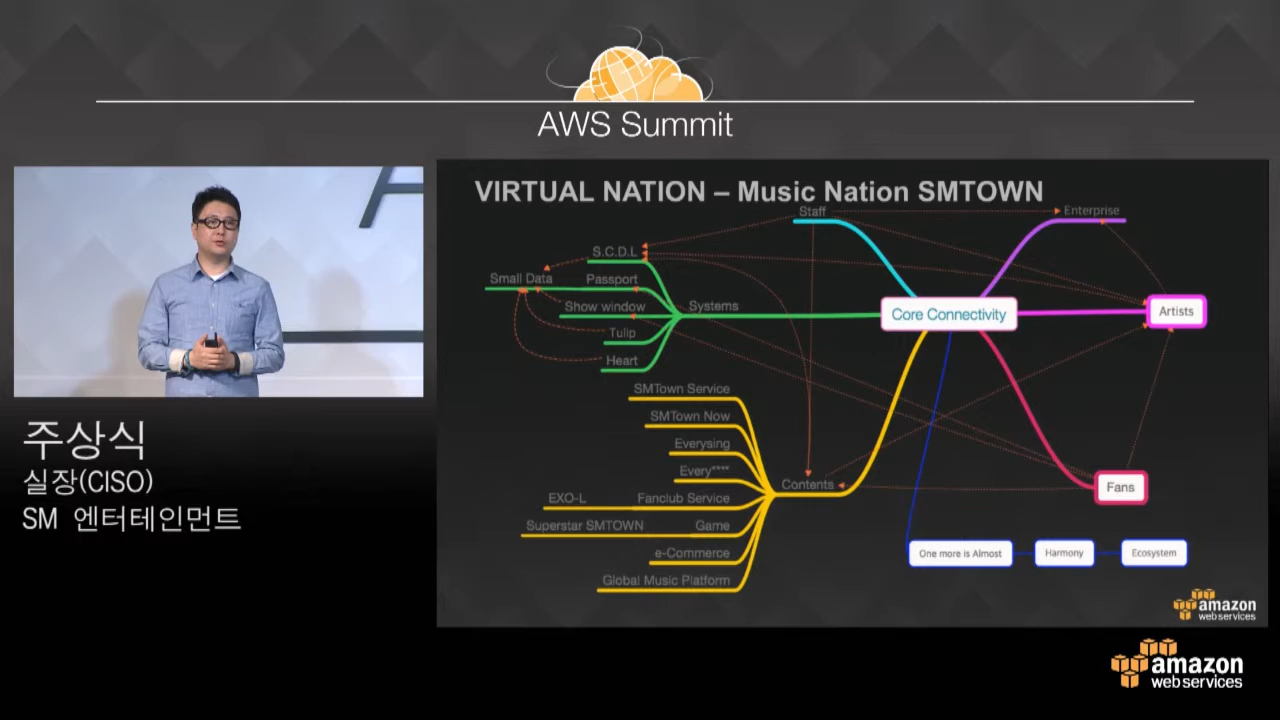 AWS Summit
VIRTUAL NATION – Music Nation SMTOWN
Staff
Enterprise
S.C.D.L
Small Data
Passport
Show window
Systems
Core Connectivity
Artists
Tulip
Heart
SMTown Service
SMTown Now
Everysing
Every****
Contents
Fans
EXO-L
Fanclub Service
Superstar SMTOWN
Game
e-Commerce
Global Music Platform
One more is Almost
Harmony
Ecosystem
amazon
web services
주상식
실장(CISO)
SM 엔터테인먼트
amazon
web services